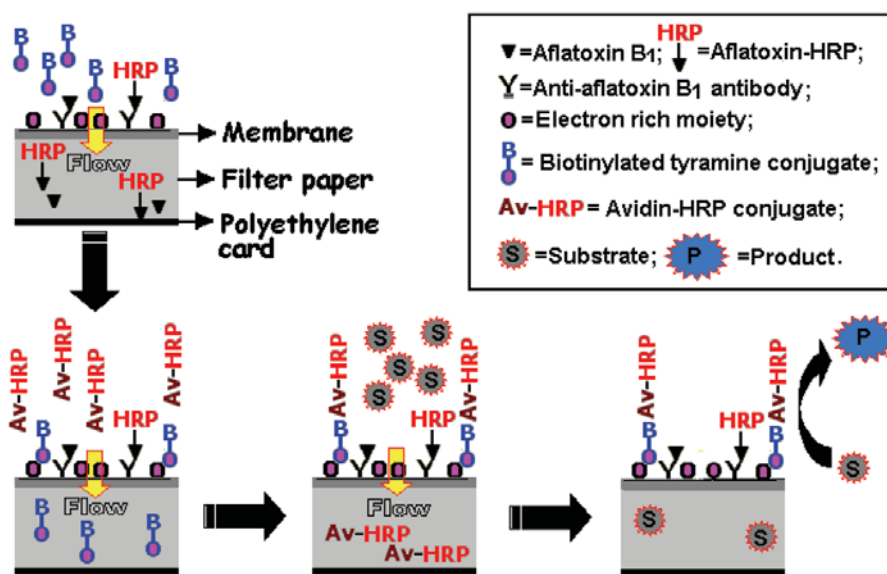 B B B B B
HRP
Flow
HRP
HRP
Membrane
Filter paper
Polyethylene
card
▼=Aflatoxin B1; HRP =Aflatoxin-HRP;
Y=Anti-aflatoxin B1 antibody;
=Electron rich moiety;
B = Biotinylated tyramine conjugate;
Av-HRP = Avidin-HRP conjugate;
S =Substrate; P =Product.
Av-HRP Av-HRP Av-HRP Av-HRP
HRP
B B
Flow
B B B
Av-HRP S S S S S Av-HRP
HRP
B B
Flow
Av-HRP
Av-HRP
Av-HRP Av-HRP
HRP
B B
S S
P
S